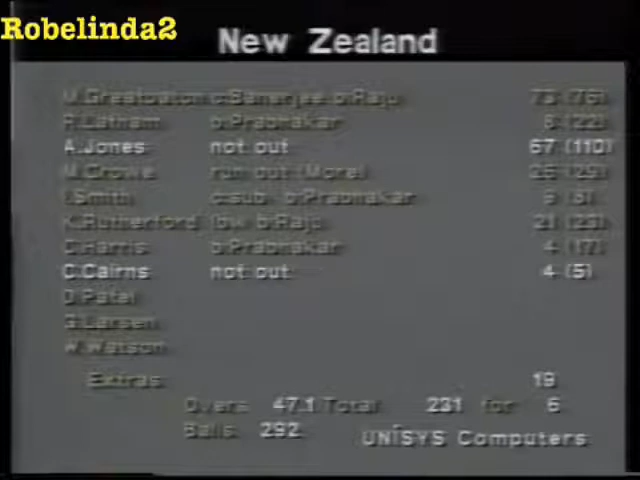 Robelinda2
New Zealand
M.Greatbatch c:Banerjee b:Raju 73 (76)
R.Latham b:Prabhakar 8 (22)
A.Jones not out 67 (110)
M.Crowe run out (More) 26 (29)
I.Smith c:sub b:Prabhakar 9 (8)
K.Rutherford lbw b:Raju 21 (23)
C.Harris b:Prabhakar 4 (17)
C.Cairns not out 4 (5)
D.Patel
G.Larsen
W.Watson
Extras 19
Overs 47.1 Total 231 for 6
Balls 292
UNISYS Computers